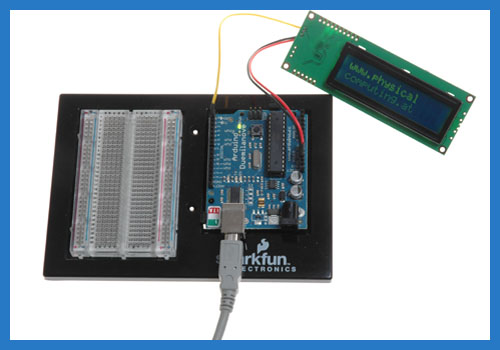 www.physical
computing.at
Arduino
Duemilanove
sparkfun
ELECTRONICS